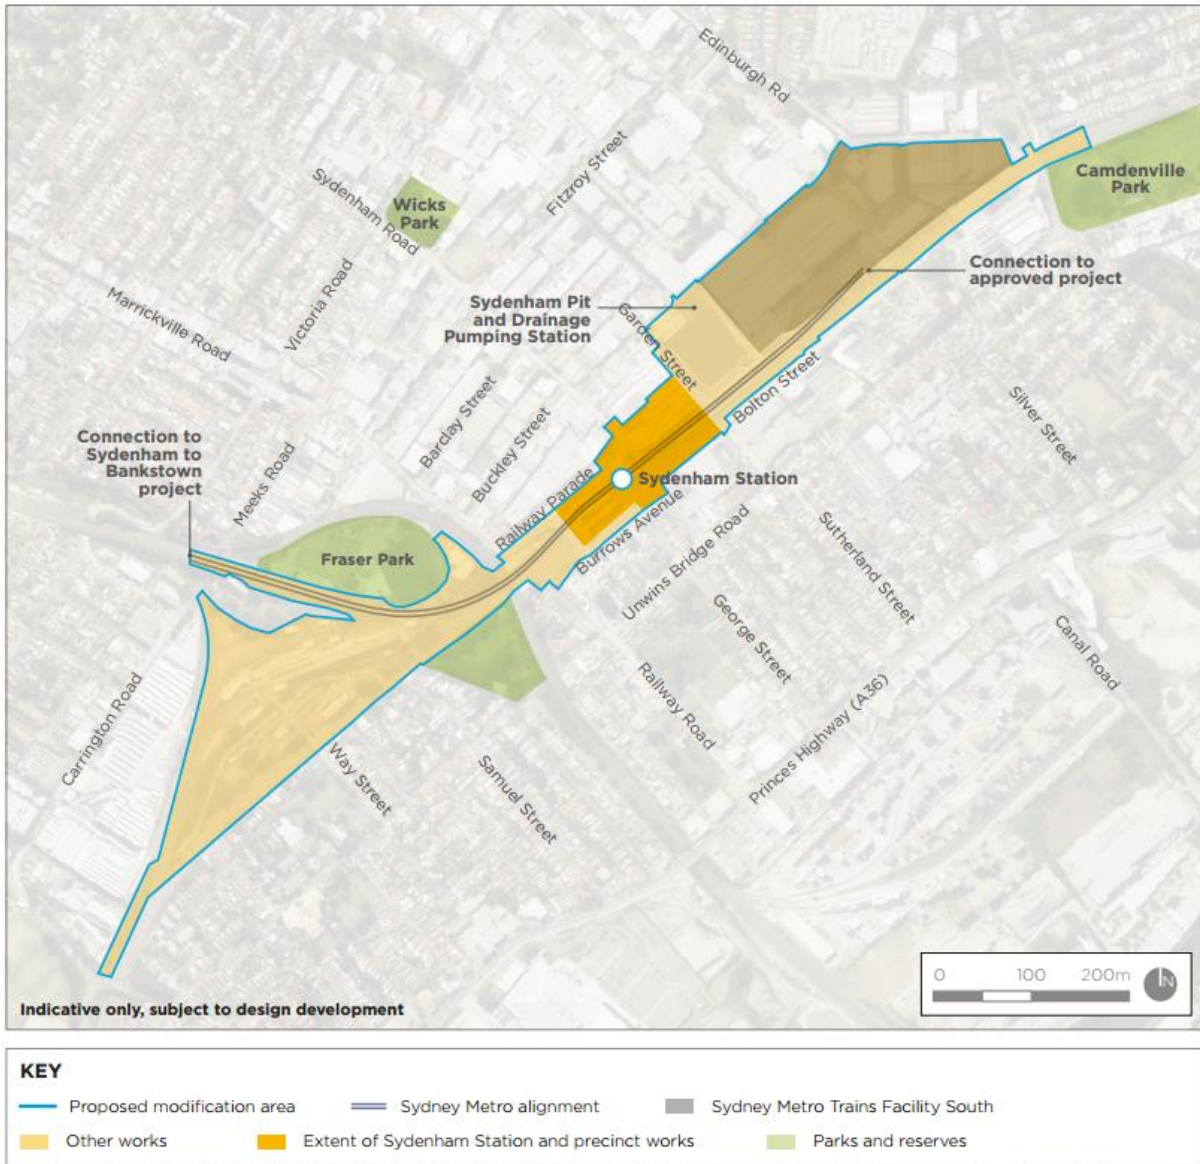 Edinburgh Rd
Camdenville
Park
Fitzroy Street
Sydenham Road
Wicks
Park
Connection to
approved project
Victoria Road
Marrickville Road
Sydenham Pit
and Drainage
Pumping Station
Garden Street
Bolton Street
Silver Street
Barclay Street
Buckley Street
Connection to
Sydenham to
Bankstown
project
Meeks Road
Sydenham Station
Railway Parade
Burrows Avenue
Unwins Bridge Road
Sutherland Street
Fraser Park
George Street
Canal Road
Railway Road
Princes Highway (A36)
Carrington Road
Way Street
Samuel Street
0 100 200m
N
Indicative only, subject to design development
KEY
Proposed modification area
Sydney Metro alignment
Sydney Metro Trains Facility South
Other works
Extent of Sydenham Station and precinct works
Parks and reserves